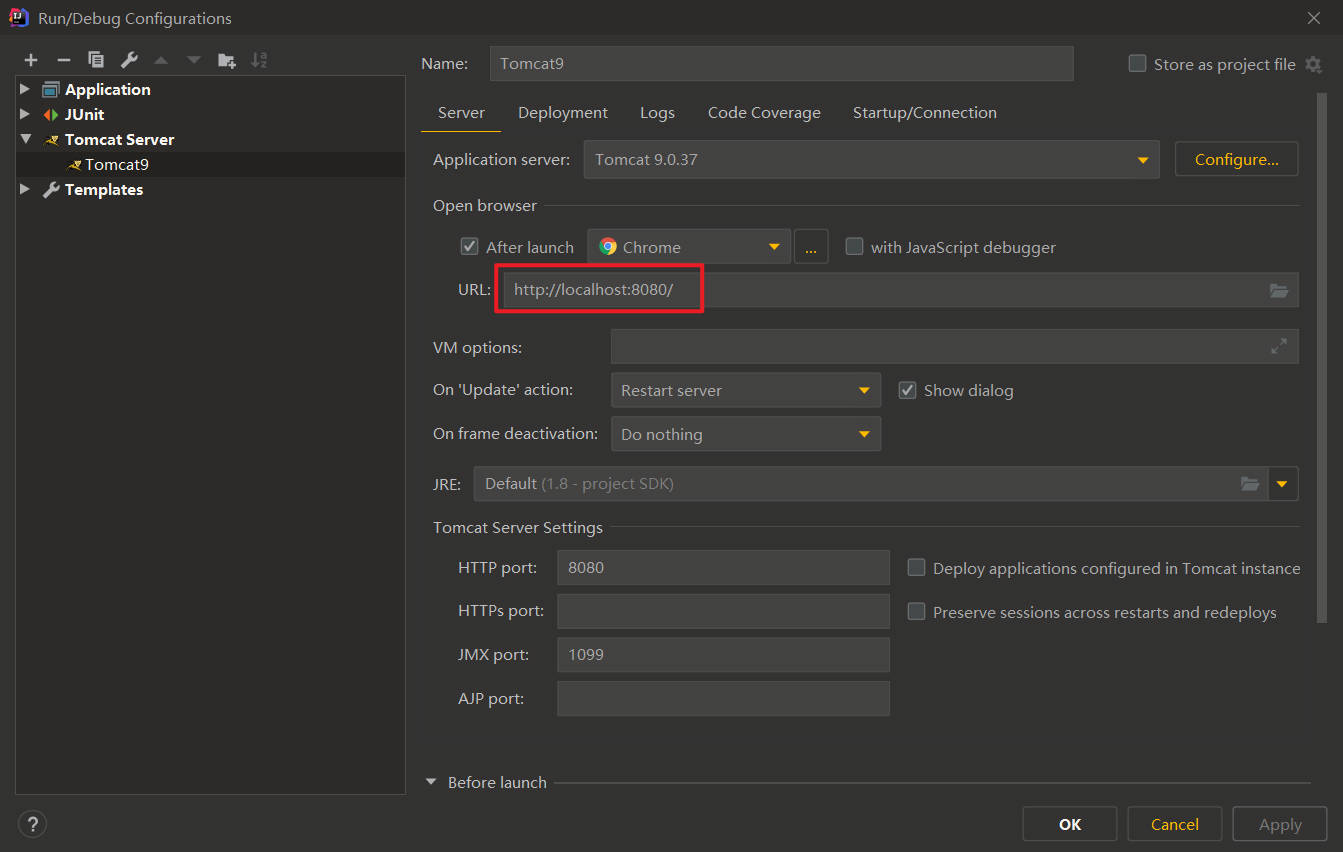 Run/Debug Configurations
Name: Tomcat9 Store as project file
Application
JUnit
Tomcat Server
Tomcat9
Templates
Server Deployment Logs Code Coverage Startup/Connection
Application server: Tomcat 9.0.37 Configure...
Open browser
After launch Chrome ... with JavaScript debugger
URL: http://localhost:8080/
VM options:
On 'Update' action: Restart server Show dialog
On frame deactivation: Do nothing
JRE: Default (1.8 - project SDK)
Tomcat Server Settings
HTTP port: 8080 Deploy applications configured in Tomcat instance
HTTPs port: Preserve sessions across restarts and redeploys
JMX port: 1099
AJP port:
Before launch
? OK Cancel Apply